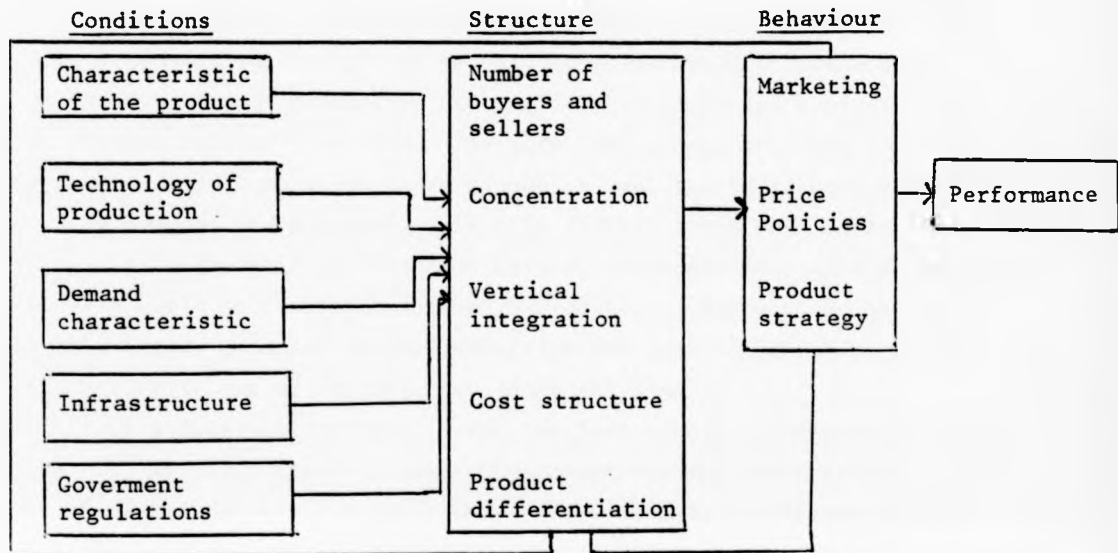 Conditions
Structure
Behaviour
Characteristic
of the product
Technology of
production
Demand
characteristic
Infrastructure
Goverment
regulations
Number of
buyers and
sellers
Concentration
Vertical
integration
Cost structure
Product
differentiation
Marketing
Price
Policies
Product
strategy
Performance